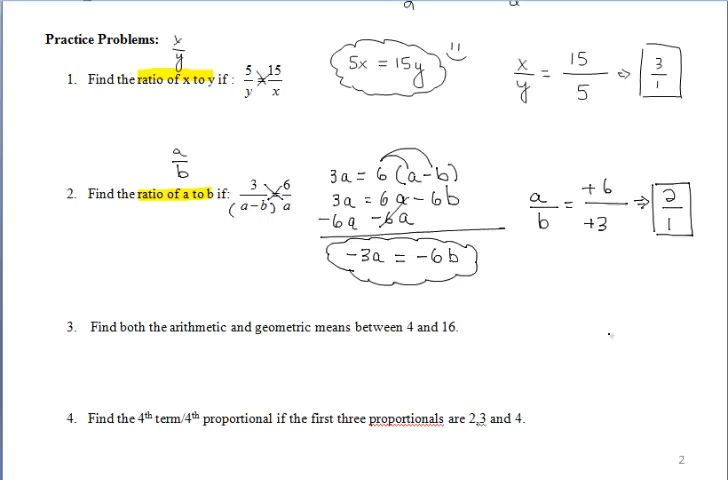 a u
Practice Problems: x/y
1. Find the ratio of x to y if : 5/y = 15/x
5x = 15y
x/y = 15/5 ⇒ 3/1
a/b
2. Find the ratio of a to b if: 3/(a−b) = 6/a
3a = 6(a−b)
3a = 6a − 6b
−6a −6a
−3a = −6b
a/b = +6/+3 ⇒ 2/1
3. Find both the arithmetic and geometric means between 4 and 16.
4. Find the 4th term/4th proportional if the first three proportionals are 2,3 and 4.
2